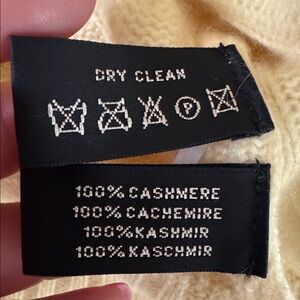 DRY CLEAN
P
100% CASHMERE
100% CACHEMIRE
100% KASHMIR
100% KASCHMIR